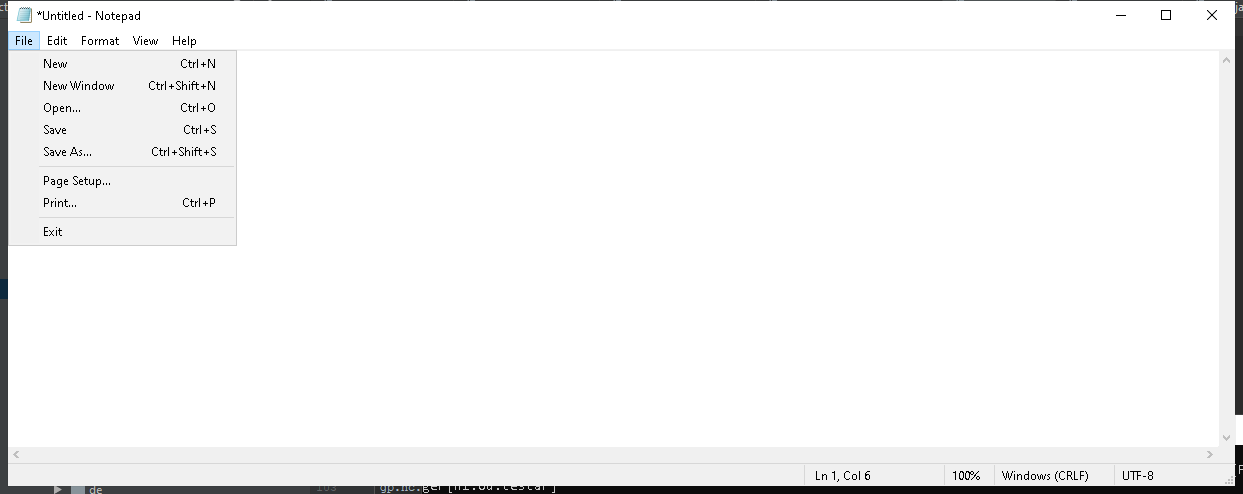 *Untitled - Notepad
File Edit Format View Help
New Ctrl+N
New Window Ctrl+Shift+N
Open... Ctrl+O
Save Ctrl+S
Save As... Ctrl+Shift+S
Page Setup...
Print... Ctrl+P
Exit
Ln 1, Col 6 100% Windows (CRLF) UTF-8
de